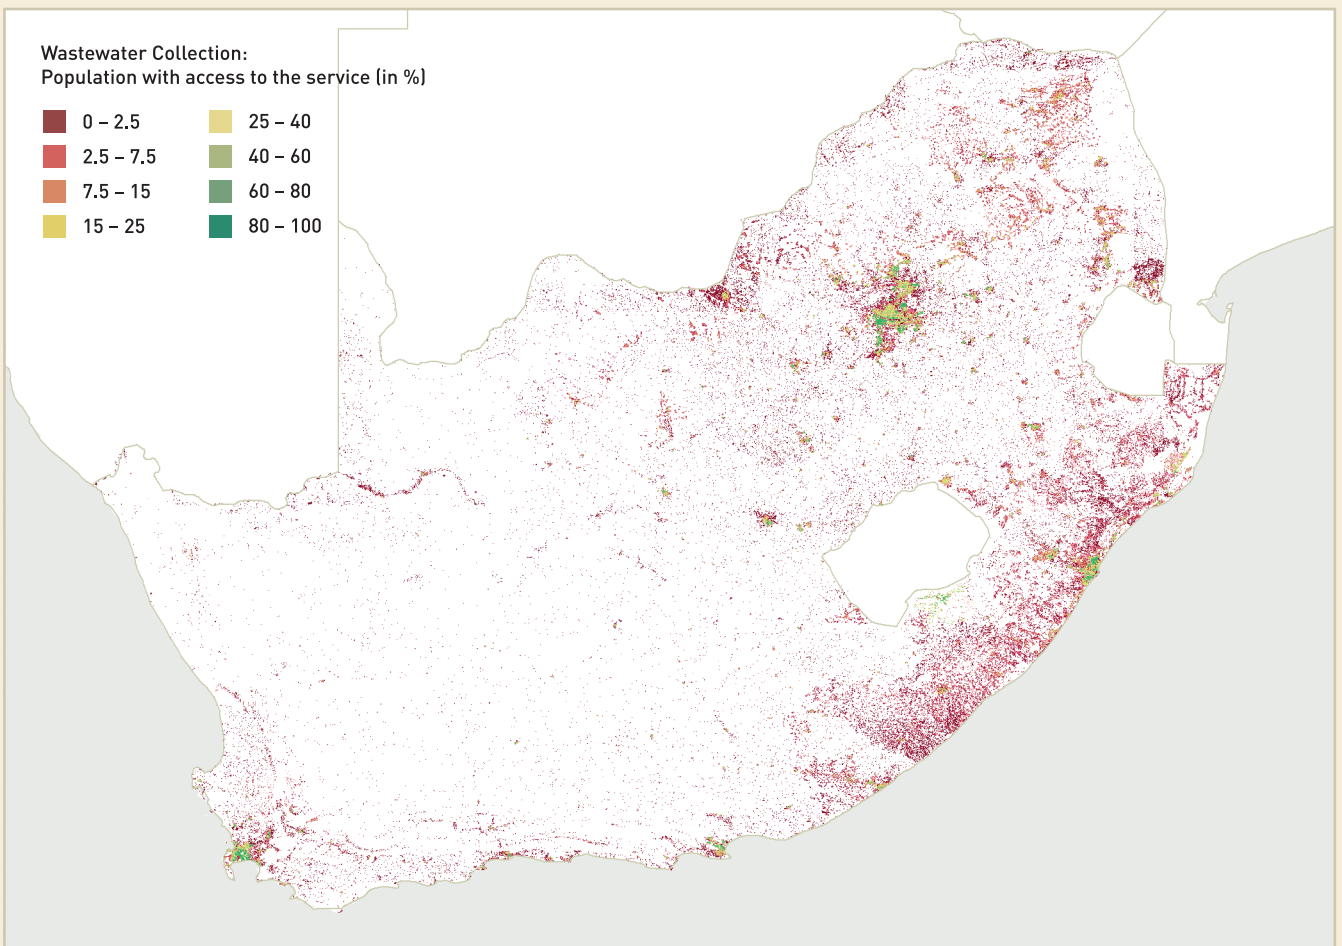 Wastewater Collection:
Population with access to the service (in %)
0 – 2.5
2.5 – 7.5
7.5 – 15
15 – 25
25 – 40
40 – 60
60 – 80
80 – 100